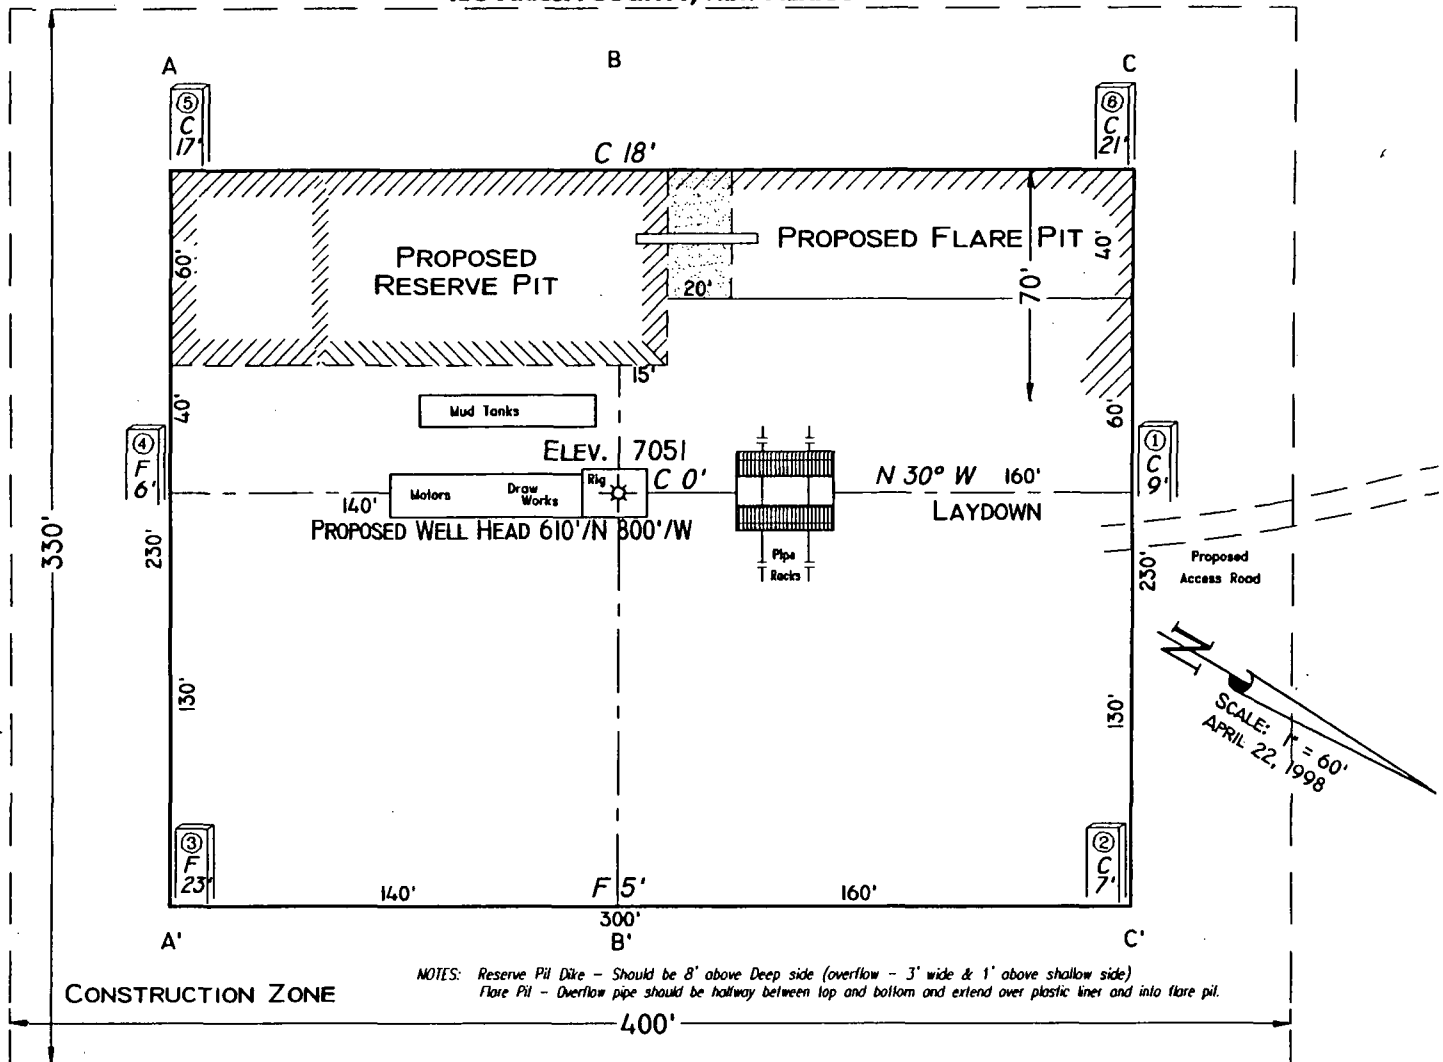 A
B
C
⑤
C
17'
⑥
C
21'
C 18'
60'
PROPOSED
RESERVE PIT
PROPOSED FLARE PIT
40'
70'
20'
15'
40'
Mud Tanks
60'
④
F
6'
ELEV. 7051
C 0'
N 30° W 160'
①
C
9'
140'
Motors
Draw
Works
Rig
LAYDOWN
PROPOSED WELL HEAD 610'/N 800'/W
330'
230'
Pipe
Racks
230'
Proposed
Access Road
N
SCALE: 1" = 60'
APRIL 22, 1998
130'
130'
③
F
23'
②
C
7'
140'
F 5'
160'
300'
A'
B'
C'
NOTES: Reserve Pit Dike - Should be 8' above Deep side (overflow - 3' wide & 1' above shallow side)
Flare Pit - Overflow pipe should be halfway between top and bottom and extend over plastic liner and into flare pit.
CONSTRUCTION ZONE
400'